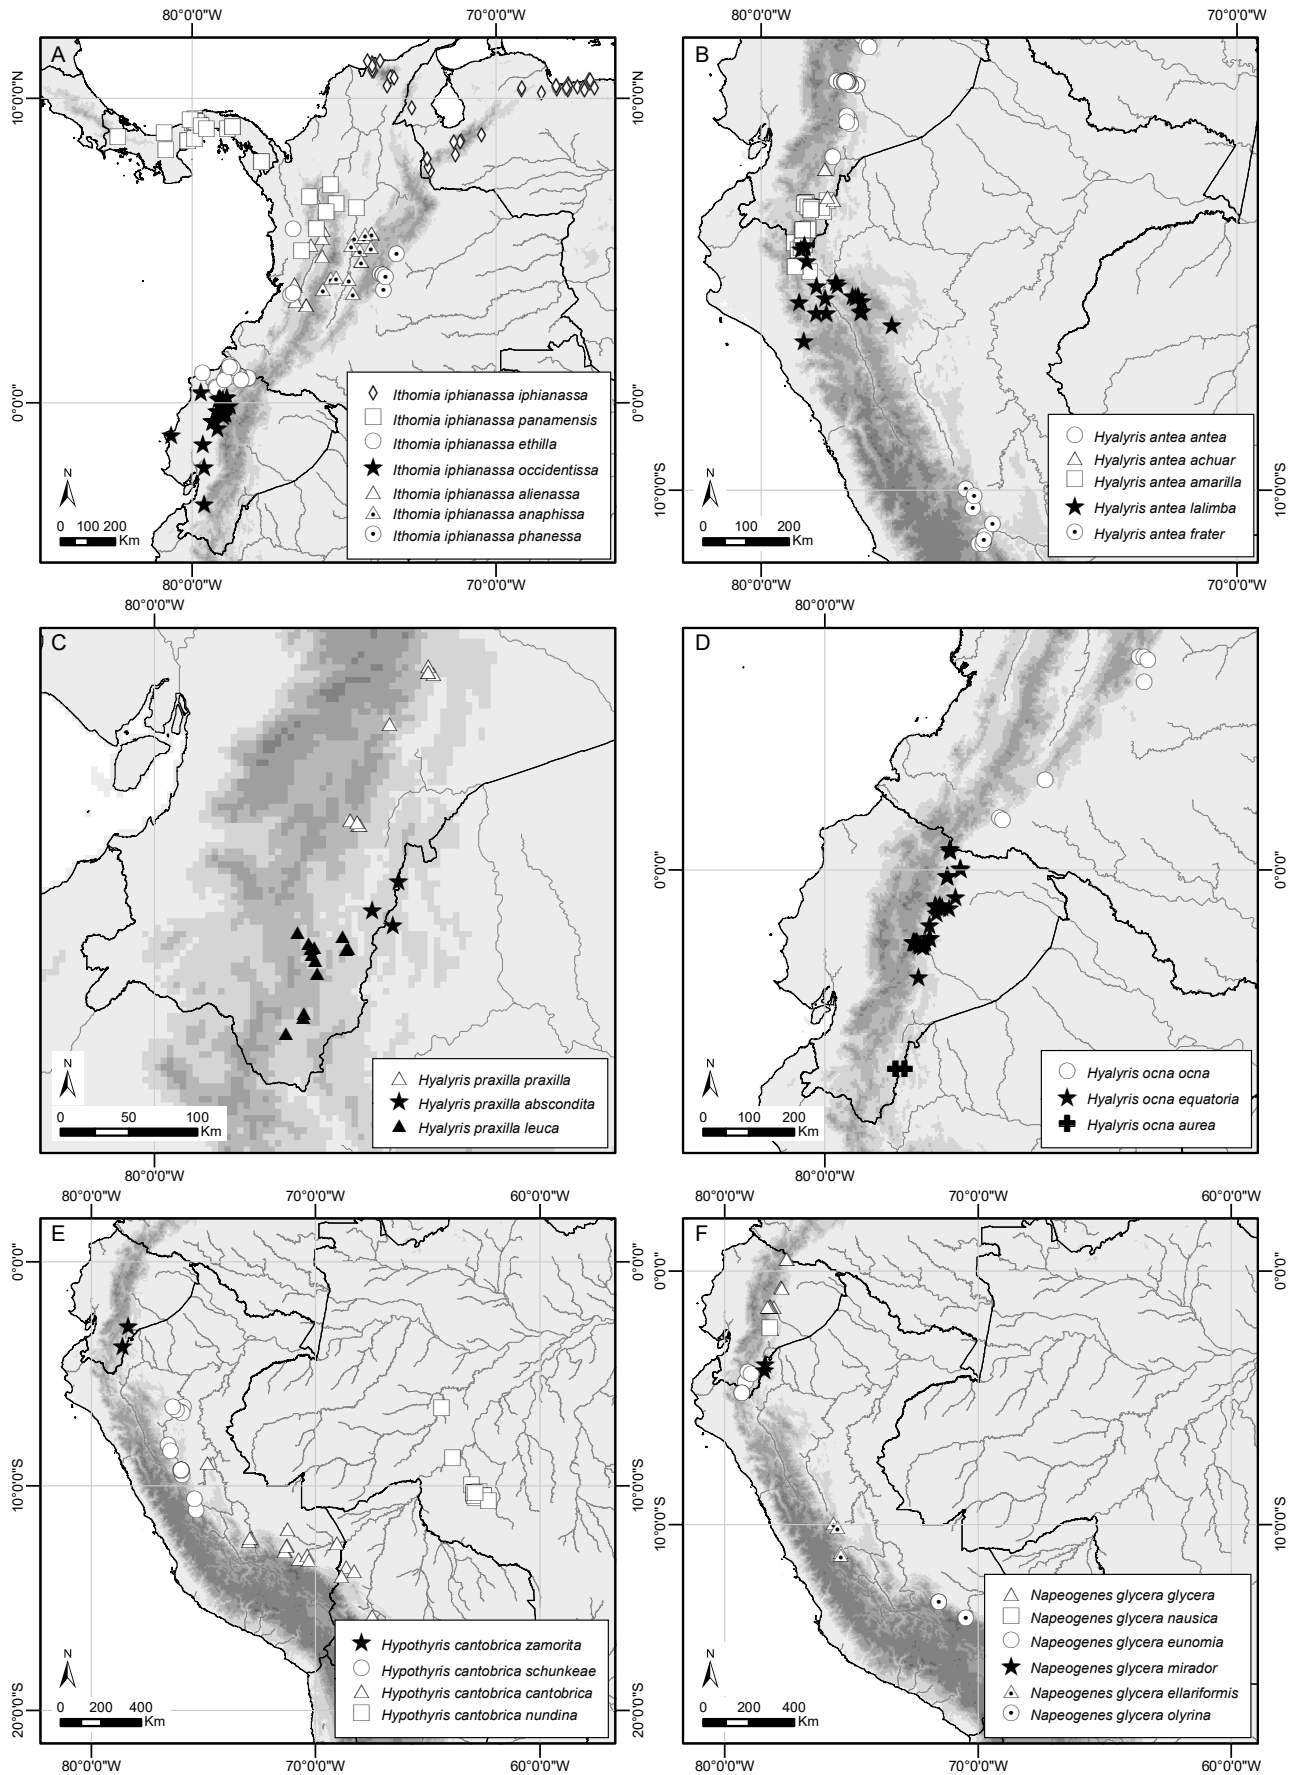 80°0'0"W 70°0'0"W
80°0'0"W 70°0'0"W
A
B
10°0'0"N
10°0'0"N
0°0'0"
0°0'0"
Ithomia iphianassa iphianassa
Ithomia iphianassa panamensis
Ithomia iphianassa ethilla
Ithomia iphianassa occidentissa
Ithomia iphianassa alienassa
Ithomia iphianassa anaphissa
Ithomia iphianassa phanessa
N
0 100 200
Km
10°0'0"S
10°0'0"S
Hyalyris antea antea
Hyalyris antea achuar
Hyalyris antea amarilla
Hyalyris antea lalimba
Hyalyris antea frater
N
0 100 200
Km
80°0'0"W 70°0'0"W
80°0'0"W 70°0'0"W
80°0'0"W
80°0'0"W
C
D
N
0 50 100
Km
Hyalyris praxilla praxilla
Hyalyris praxilla abscondita
Hyalyris praxilla leuca
0°0'0"
0°0'0"
N
0 100 200
Km
Hyalyris ocna ocna
Hyalyris ocna equatoria
Hyalyris ocna aurea
80°0'0"W
80°0'0"W
80°0'0"W 70°0'0"W 60°0'0"W
80°0'0"W 70°0'0"W 60°0'0"W
E
F
0°0'0"
0°0'0"
10°0'0"S
10°0'0"S
20°0'0"S
20°0'0"S
N
0 200 400
Km
Hypothyris cantobrica zamorita
Hypothyris cantobrica schunkeae
Hypothyris cantobrica cantobrica
Hypothyris cantobrica nundina
0°0'0"
0°0'0"
10°0'0"S
10°0'0"S
N
0 200 400
Km
Napeogenes glycera glycera
Napeogenes glycera nausica
Napeogenes glycera eunomia
Napeogenes glycera mirador
Napeogenes glycera ellariformis
Napeogenes glycera olyrina
80°0'0"W 70°0'0"W 60°0'0"W
80°0'0"W 70°0'0"W 60°0'0"W